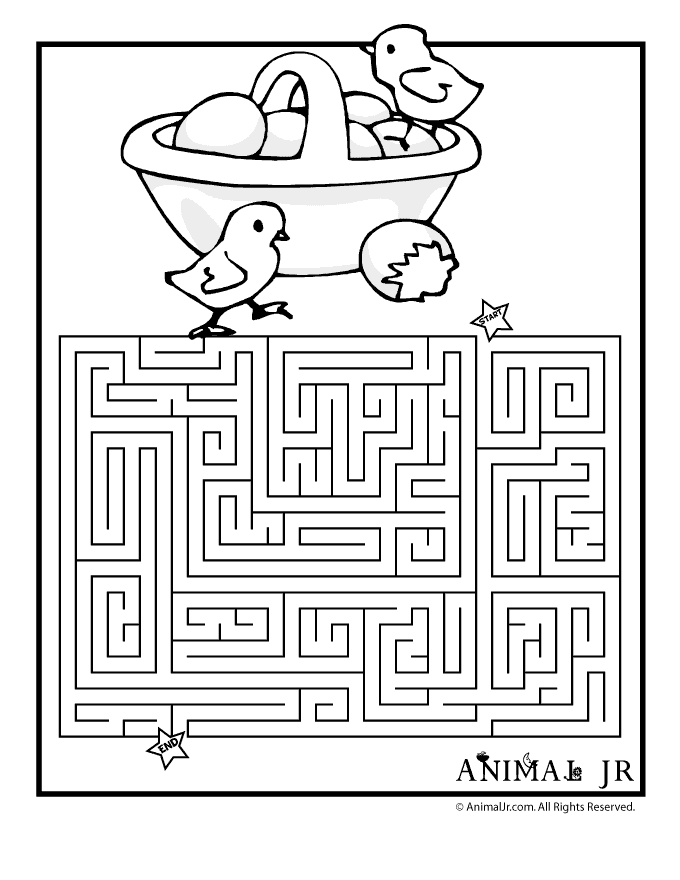 START
END
ANIMAL JR
© AnimalJr.com. All Rights Reserved.